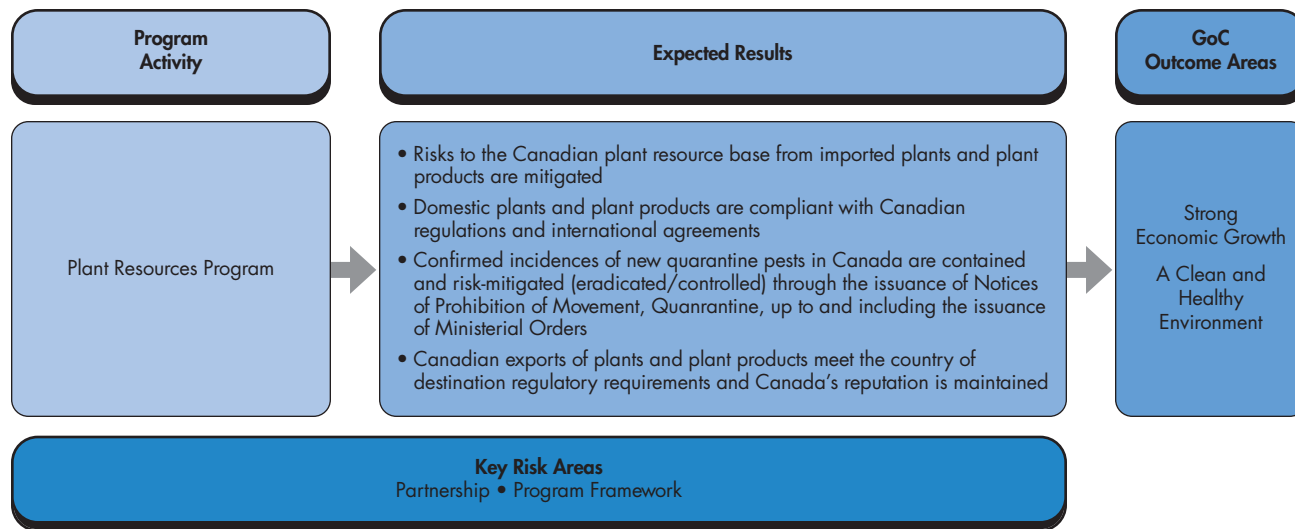 Program
Activity
Expected Results
GoC
Outcome Areas
Plant Resources Program
• Risks to the Canadian plant resource base from imported plants and plant
products are mitigated
• Domestic plants and plant products are compliant with Canadian
regulations and international agreements
• Confirmed incidences of new quarantine pests in Canada are contained
and risk-mitigated (eradicated/controlled) through the issuance of Notices
of Prohibition of Movement, Quanrantine, up to and including the issuance
of Ministerial Orders
• Canadian exports of plants and plant products meet the country of
destination regulatory requirements and Canada’s reputation is maintained
Strong
Economic Growth
A Clean and
Healthy
Environment
Key Risk Areas
Partnership • Program Framework